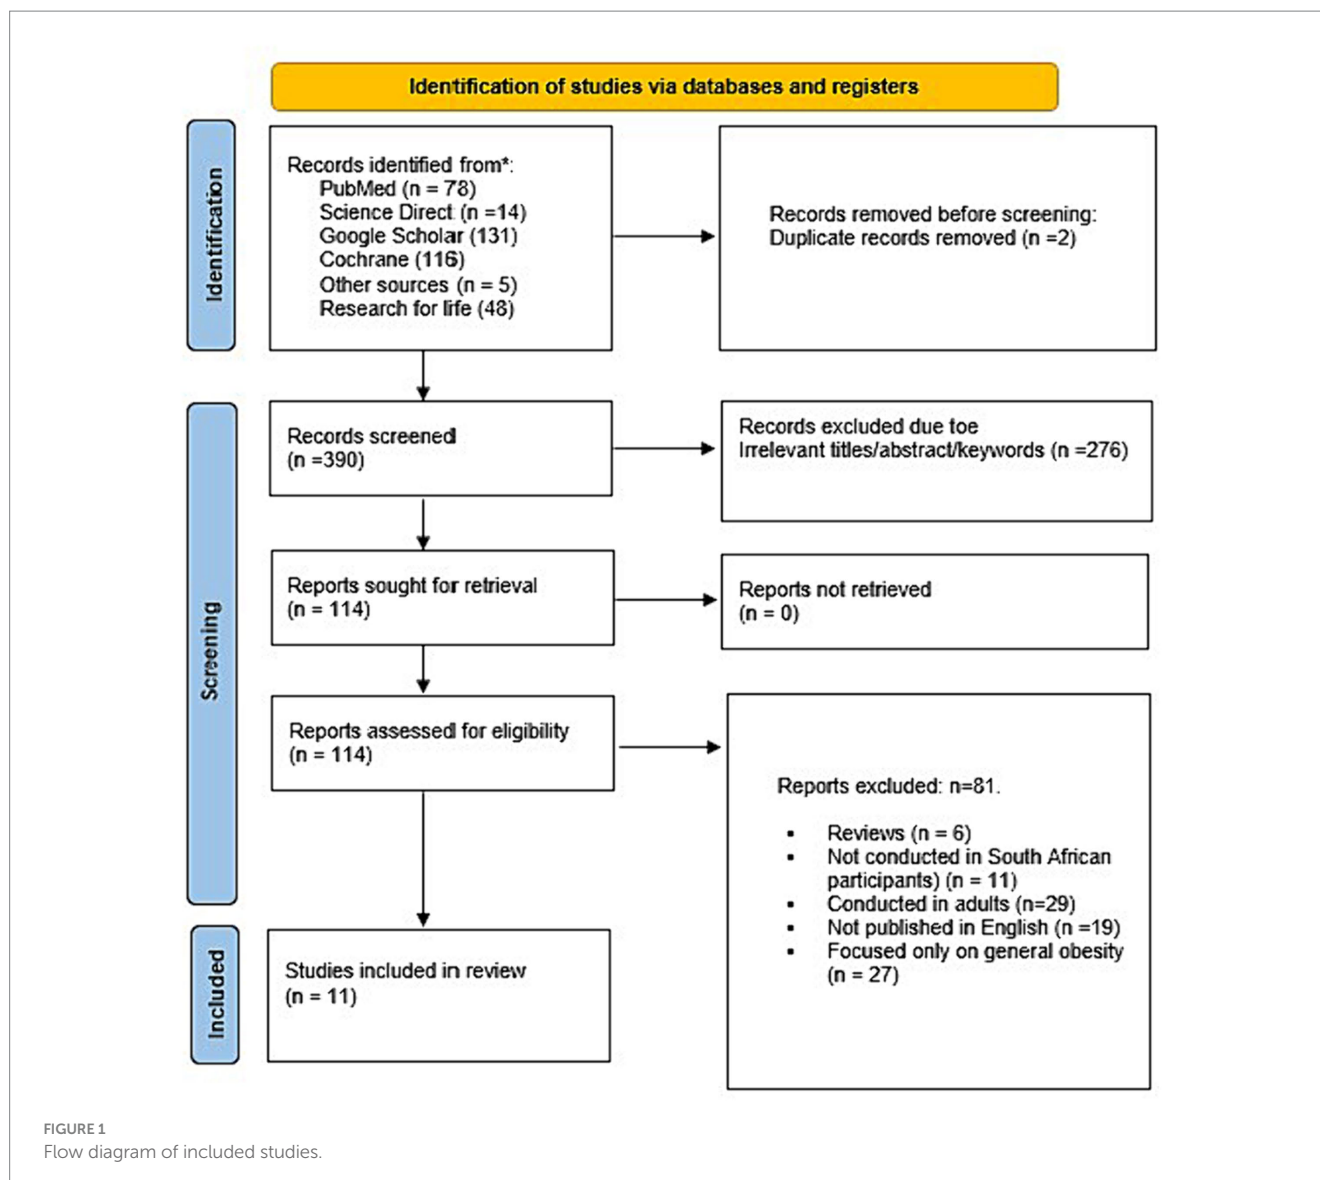 Identification of studies via databases and registers
Identification
Records identified from*:
PubMed (n = 78)
Science Direct (n =14)
Google Scholar (131)
Cochrane (116)
Other sources (n = 5)
Research for life (48)
Records removed before screening:
Duplicate records removed (n =2)
Screening
Records screened
(n =390)
Records excluded due toe
Irrelevant titles/abstract/keywords (n =276)
Reports sought for retrieval
(n = 114)
Reports not retrieved
(n = 0)
Reports assessed for eligibility
(n = 114)
Reports excluded: n=81.
▪ Reviews (n = 6)
▪ Not conducted in South African
participants) (n = 11)
▪ Conducted in adults (n=29)
▪ Not published in English (n =19)
▪ Focused only on general obesity
(n = 27)
Included
Studies included in review
(n = 11)
FIGURE 1
Flow diagram of included studies.